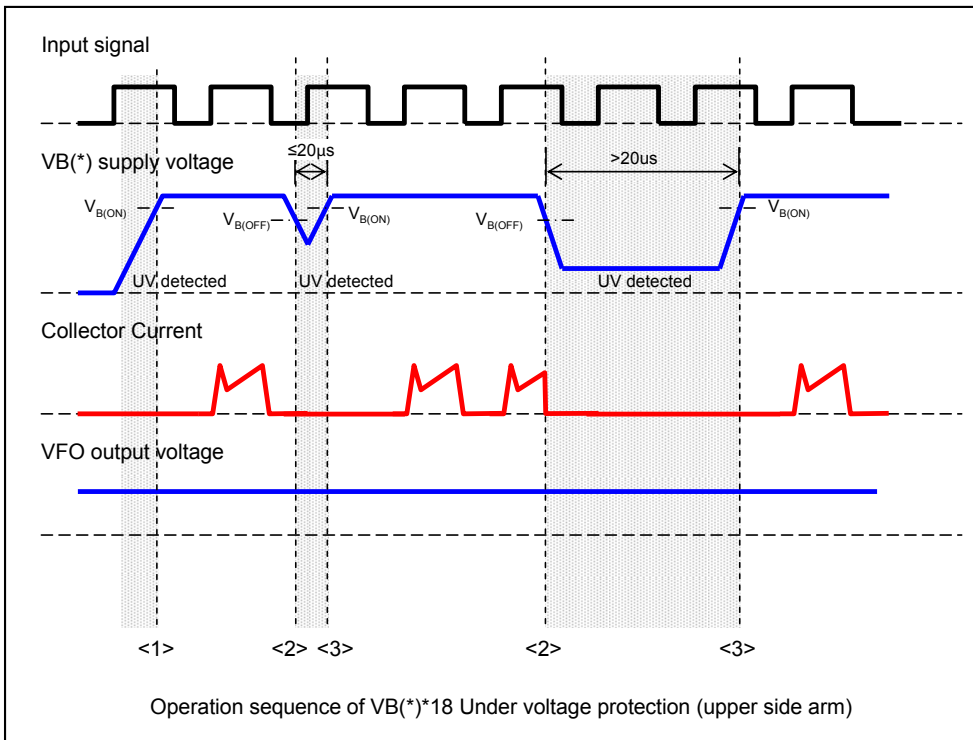 Input signal
≤20µs
>20us
VB(*) supply voltage
VB(ON)
VB(OFF)
VB(ON)
VB(OFF)
VB(ON)
UV detected
UV detected
UV detected
Collector Current
VFO output voltage
<1>
<2>
<3>
<2>
<3>
Operation sequence of VB(*)*18 Under voltage protection (upper side arm)